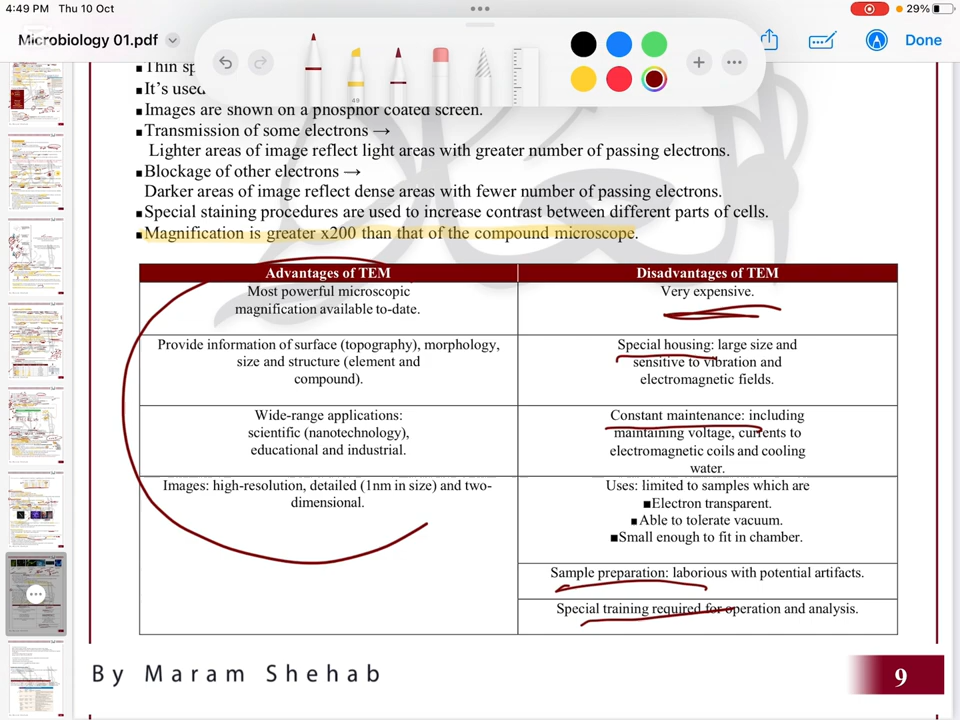 4:49 PM Thu 10 Oct
29%
Microbiology 01.pdf
Done
49
■Thin sp
■It's used
■Images are shown on a phosphor coated screen.
■Transmission of some electrons →
Lighter areas of image reflect light areas with greater number of passing electrons.
■Blockage of other electrons →
Darker areas of image reflect dense areas with fewer number of passing electrons.
■Special staining procedures are used to increase contrast between different parts of cells.
■Magnification is greater x200 than that of the compound microscope.
Advantages of TEM
Disadvantages of TEM
Most powerful microscopic
magnification available to-date.
Very expensive.
Provide information of surface (topography), morphology,
size and structure (element and
compound).
Special housing: large size and
sensitive to vibration and
electromagnetic fields.
Wide-range applications:
scientific (nanotechnology),
educational and industrial.
Constant maintenance: including
maintaining voltage, currents to
electromagnetic coils and cooling
water.
Images: high-resolution, detailed (1nm in size) and two-
dimensional.
Uses: limited to samples which are
■Electron transparent.
■Able to tolerate vacuum.
■Small enough to fit in chamber.
Sample preparation: laborious with potential artifacts.
Special training required for operation and analysis.
By Maram Shehab
9